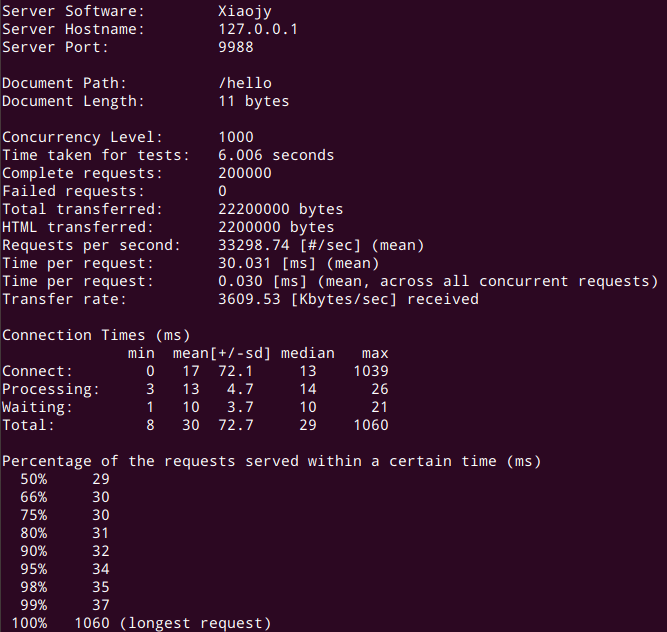 Server Software:        Xiaojy
Server Hostname:        127.0.0.1
Server Port:            9988

Document Path:          /hello
Document Length:        11 bytes

Concurrency Level:      1000
Time taken for tests:   6.006 seconds
Complete requests:      200000
Failed requests:        0
Total transferred:      22200000 bytes
HTML transferred:       2200000 bytes
Requests per second:    33298.74 [#/sec] (mean)
Time per request:       30.031 [ms] (mean)
Time per request:       0.030 [ms] (mean, across all concurrent requests)
Transfer rate:          3609.53 [Kbytes/sec] received

Connection Times (ms)
              min  mean[+/-sd] median   max
Connect:        0   17  72.1     13    1039
Processing:     3   13   4.7     14      26
Waiting:        1   10   3.7     10      21
Total:          8   30  72.7     29    1060

Percentage of the requests served within a certain time (ms)
  50%     29
  66%     30
  75%     30
  80%     31
  90%     32
  95%     34
  98%     35
  99%     37
 100%   1060 (longest request)